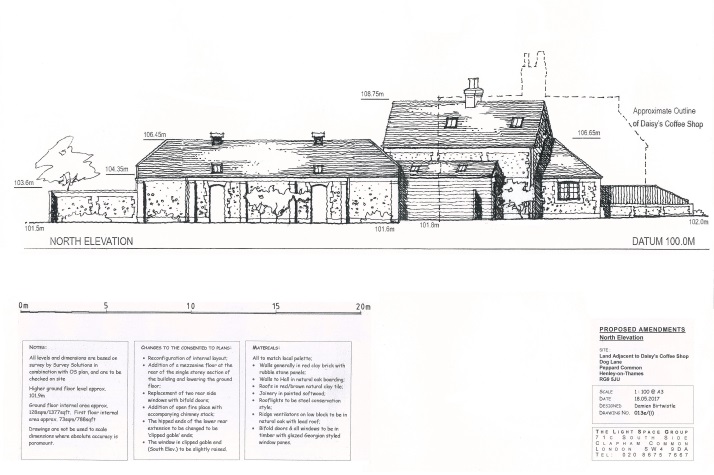 108.75m
Approximate Outline
of Daisy's Coffee Shop
106.45m
106.65m
104.35m
103.6m
101.5m
101.6m
101.8m
102.0m
NORTH ELEVATION
DATUM 100.0M
0m 5 10 15 20m
NOTES:
All levels and dimensions are based on
survey by Survey Solutions in
combination with OS plan, and are to be
checked on site
Higher ground floor level approx.
101.9m
Ground floor internal area approx.
128sqm/1377sqft. First floor internal
area approx. 73sqm/786sqft
Drawings are not to be used to scale
dimensions where absolute accuracy is
paramount.
CHANGES TO THE CONSENTED TO PLANS:
• Reconfiguration of internal layout;
• Addition of a mezzanine floor at the
rear of the single storey section of
the building and lowering the ground
floor;
• Replacement of two rear side
windows with bifold doors;
• Addition of open fire place with
accompanying chimney stack;
• The hipped ends of the lower rear
extension to be changed to be
'clipped gable' ends;
• The window in clipped gable end
(South Elev.) to be slightly raised.
MATERIALS:
All to match local palette;
• Walls generally in red clay brick with
rubble stone panels;
• Walls to Hall in natural oak boarding;
• Roofs in red/brown natural clay tile;
• Joinery in painted softwood;
• Rooflights to be steel conservation
style;
• Ridge ventilators on low block to be in
natural oak with lead roof;
• Bifold doors & all windows to be in
timber with glazed Georgian styled
window panes.
PROPOSED AMENDMENTS
North Elevation
SITE:
Land Adjacent to Daisy's Coffee Shop
Dog Lane
Peppard Common
Henley-on-Thames
RG9 5JU
SCALE 1 : 100 @ A3
DATE 18.05.2017
DESIGNED Damian Birtwistle
DRAWING NO. 013e/(i)
THE LIGHT SPACE GROUP
71C SOUTH SIDE
CLAPHAM COMMON
LONDON SW4 9DA
TEL: 020 8675 7667